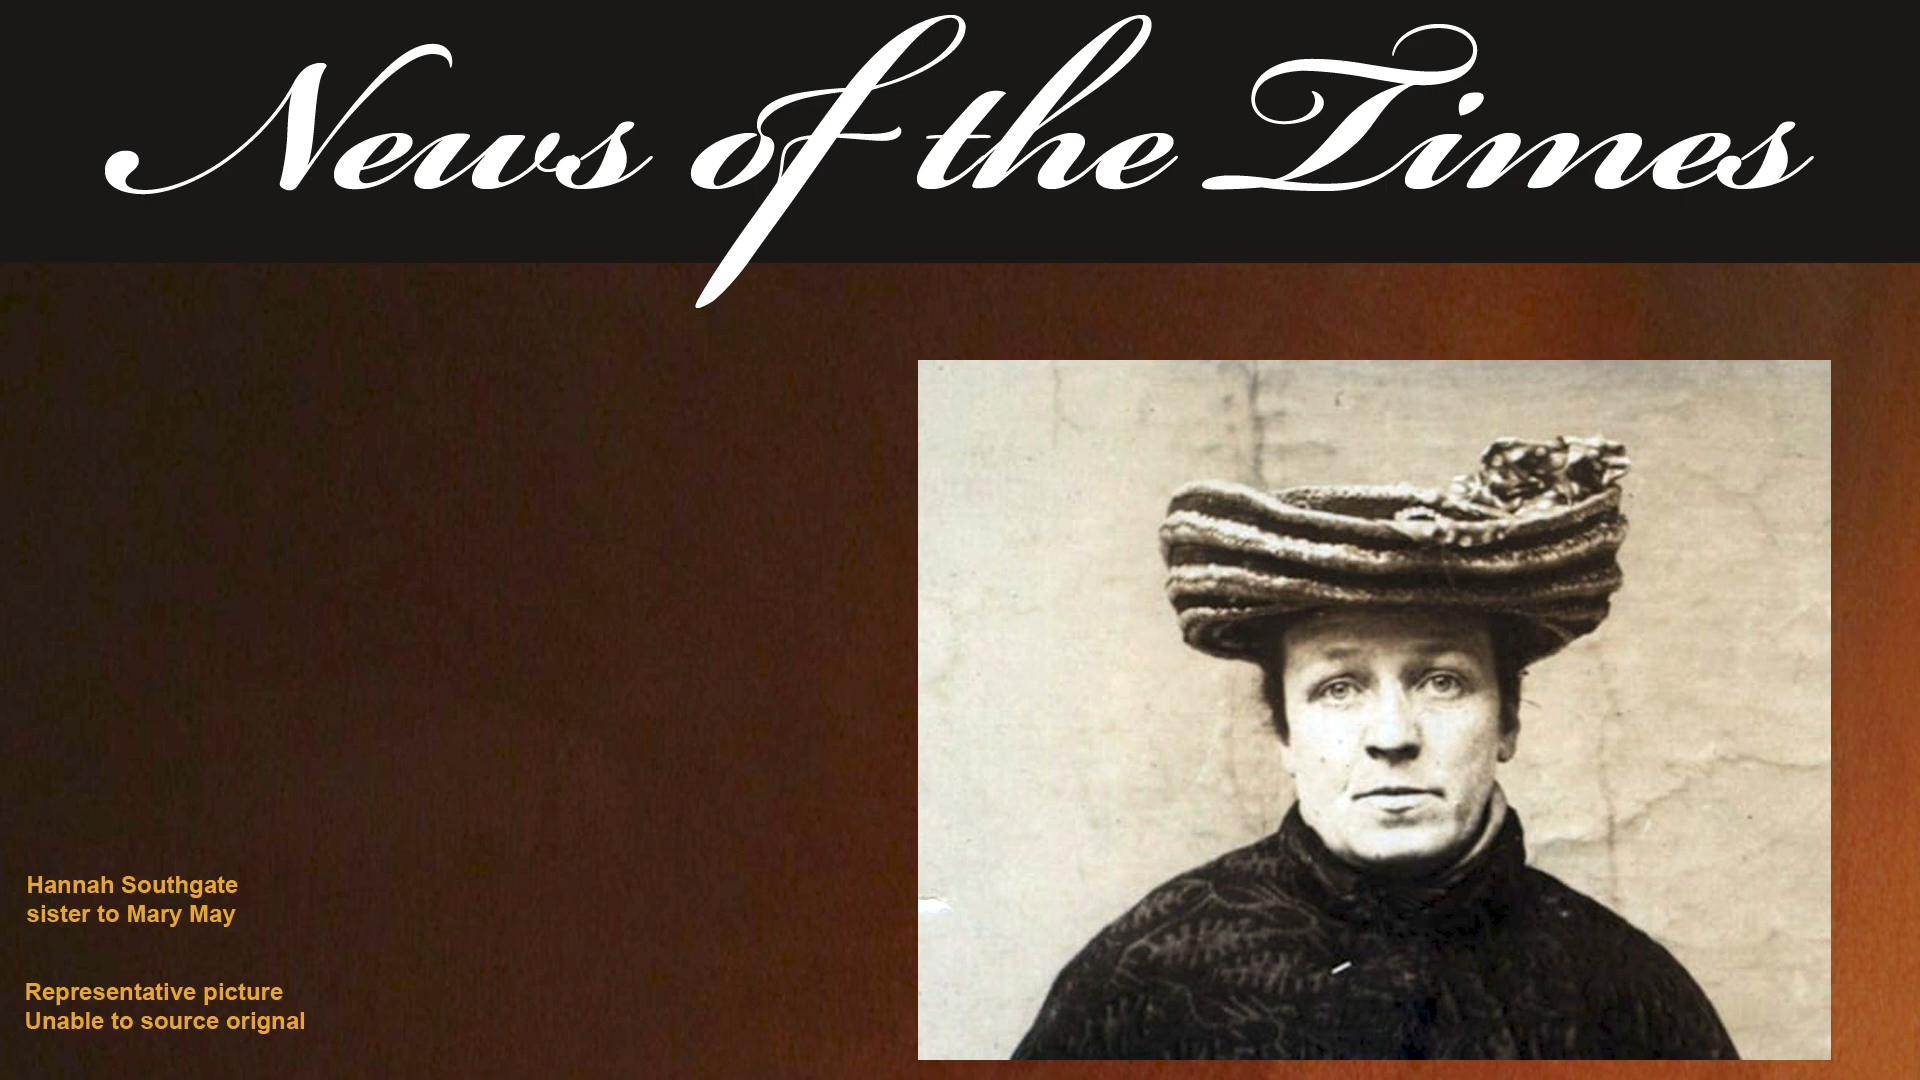 News of the Times
Hannah Southgate
sister to Mary May
Representative picture
Unable to source orignal